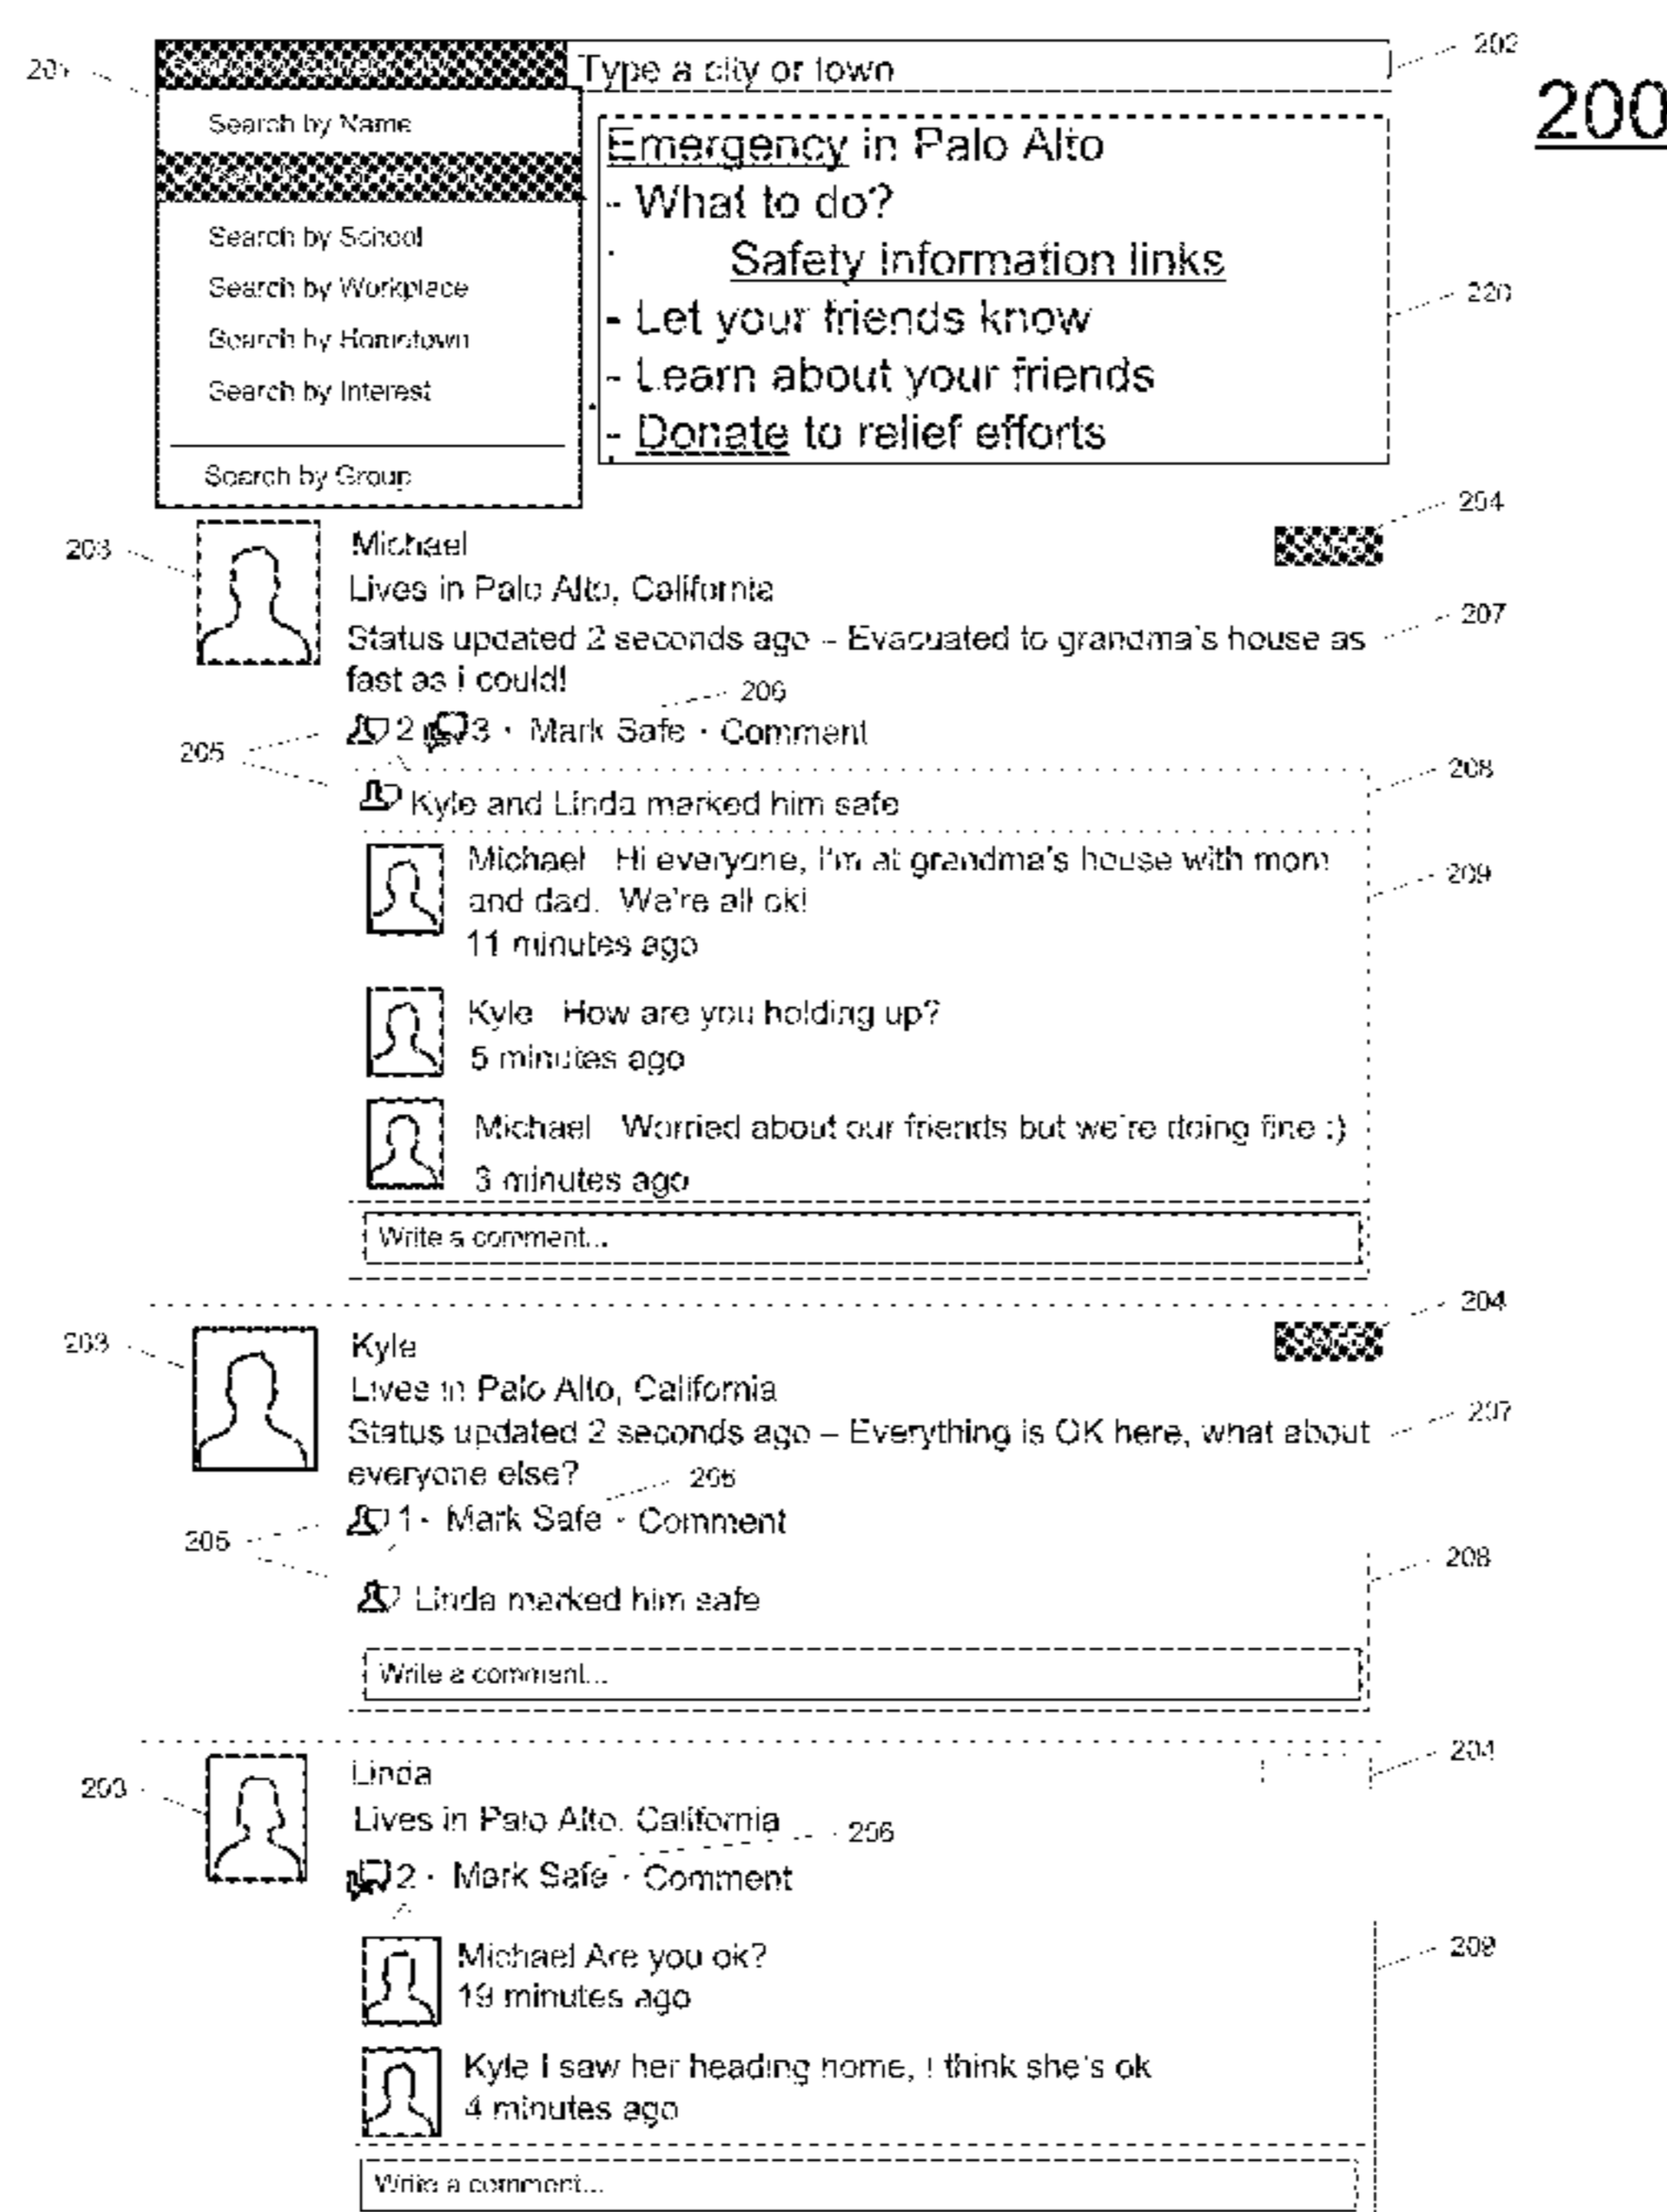 202
Type a city or town
200
Search by Name
Emergency in Palo Alto
- What to do?
Safety information links
Search by School
Search by Workplace
220
- Let your friends know
Search by Hometown
- Learn about your friends
Search by Interest
- Donate to relief efforts
Search by Group
204
203
Michael
Lives in Palo Alto, California
207
Status updated 2 seconds ago – Evacuated to grandma's house as
fast as i could!
206
2 3 · Mark Safe · Comment
205
208
Kyle and Linda marked him safe
Michael Hi everyone, I'm at grandma's house with mom
209
and dad. We're all ok!
11 minutes ago
Kyle How are you holding up?
5 minutes ago
Michael Worried about our friends but we're doing fine :)
3 minutes ago
Write a comment...
204
203
Kyle
Lives in Palo Alto, California
207
Status updated 2 seconds ago – Everything is OK here, what about
everyone else?
206
1 · Mark Safe · Comment
205
208
Linda marked him safe
Write a comment...
204
203
Linda
Lives in Palo Alto, California
206
2 · Mark Safe · Comment
209
Michael Are you ok?
19 minutes ago
Kyle I saw her heading home, I think she's ok
4 minutes ago
Write a comment...